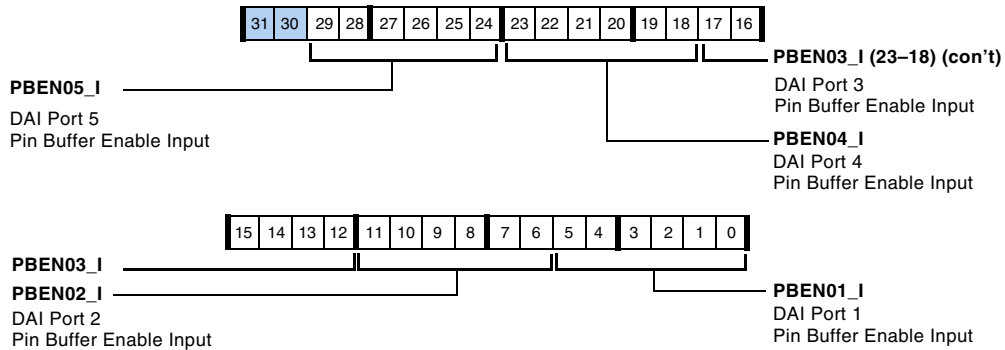 31 30 29 28 27 26 25 24 23 22 21 20 19 18 17 16
PBEN03_I (23–18) (con't)
DAI Port 3
Pin Buffer Enable Input
PBEN05_I
DAI Port 5
Pin Buffer Enable Input
PBEN04_I
DAI Port 4
Pin Buffer Enable Input
15 14 13 12 11 10 9 8 7 6 5 4 3 2 1 0
PBEN03_I
PBEN02_I
DAI Port 2
Pin Buffer Enable Input
PBEN01_I
DAI Port 1
Pin Buffer Enable Input